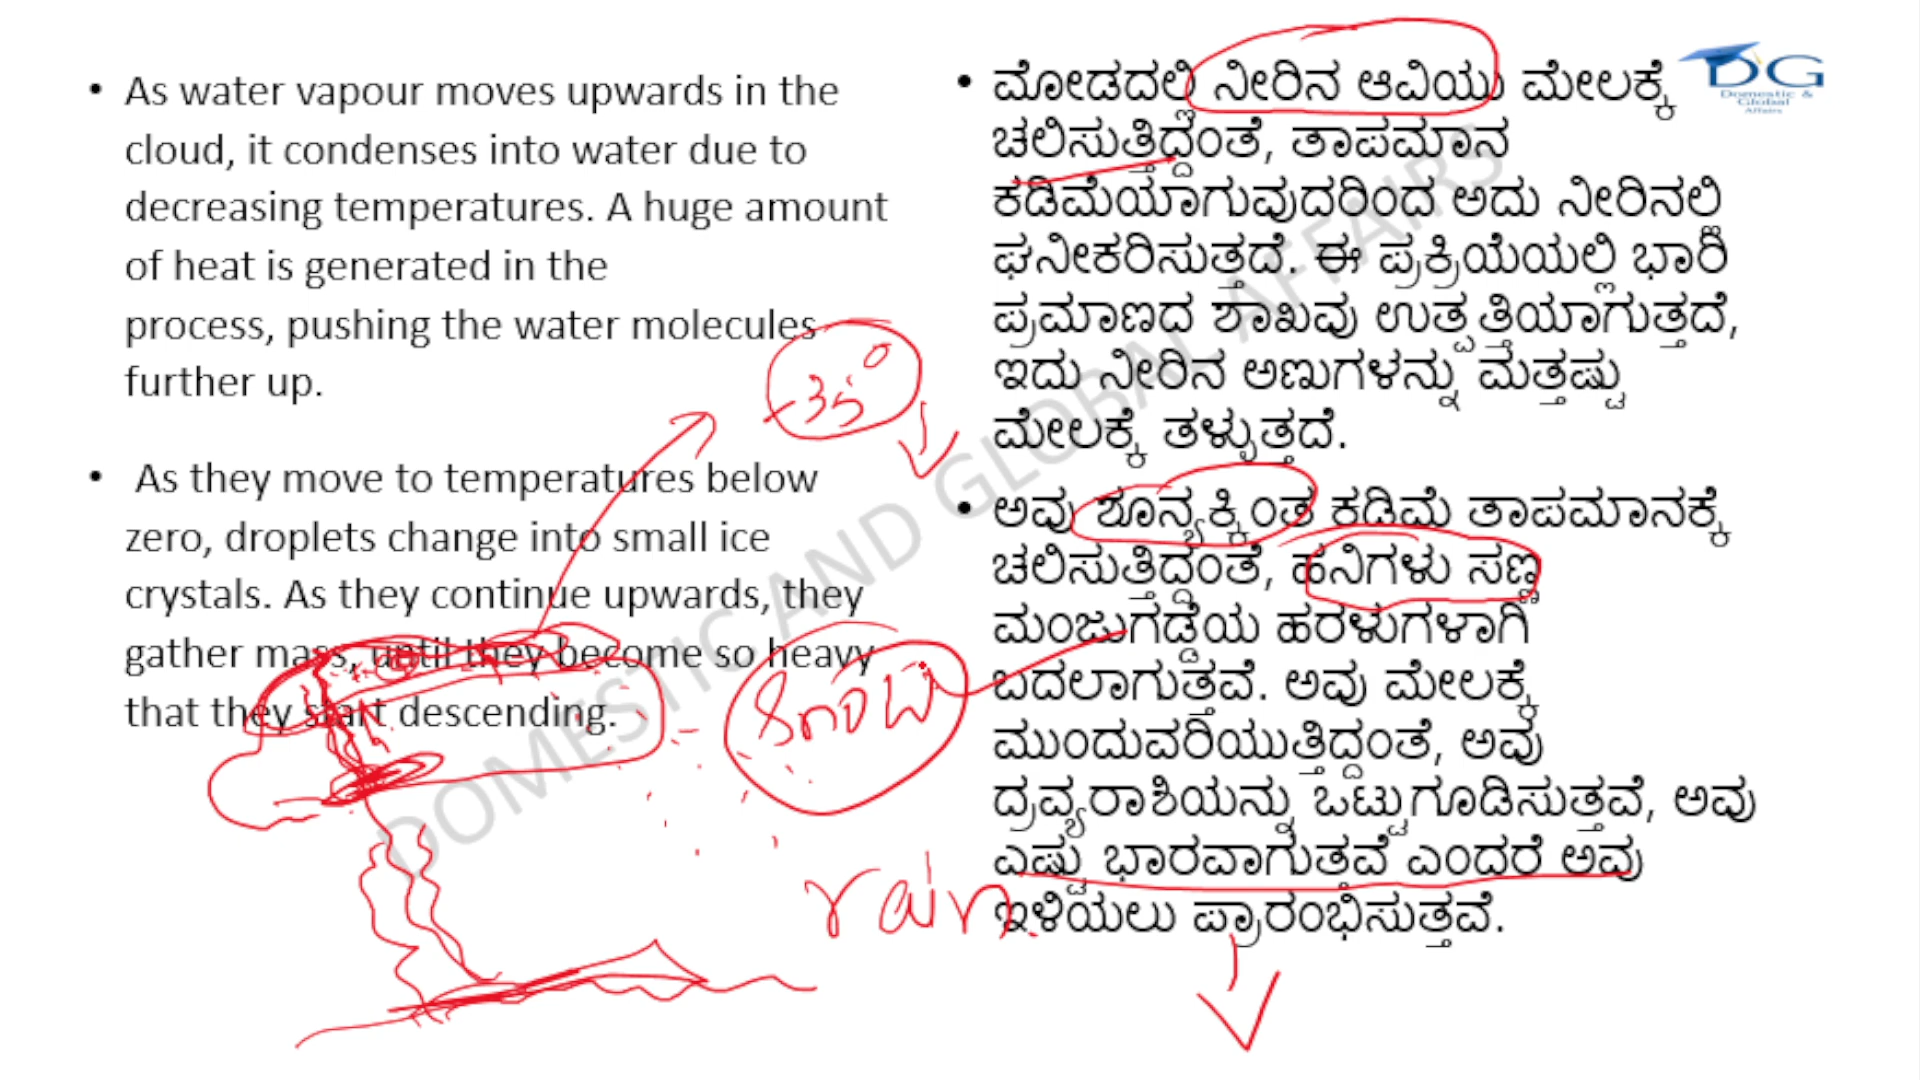 • As water vapour moves upwards in the
cloud, it condenses into water due to
decreasing temperatures. A huge amount
of heat is generated in the
process, pushing the water molecules
further up.
• As they move to temperatures below
zero, droplets change into small ice
crystals. As they continue upwards, they
gather mass, until they become so heavy
that they start descending.
• ಮೋಡದಲ್ಲಿ ನೀರಿನ ಆವಿಯು ಮೇಲಕ್ಕೆ
ಚಲಿಸುತ್ತಿದ್ದಂತೆ, ತಾಪಮಾನ
ಕಡಿಮೆಯಾಗುವುದರಿಂದ ಅದು ನೀರಿನಲ್ಲಿ
ಘನೀಕರಿಸುತ್ತದೆ. ಈ ಪ್ರಕ್ರಿಯೆಯಲ್ಲಿ ಭಾರಿ
ಪ್ರಮಾಣದ ಶಾಖವು ಉತ್ಪತ್ತಿಯಾಗುತ್ತದೆ,
ಇದು ನೀರಿನ ಅಣುಗಳನ್ನು ಮತ್ತಷ್ಟು
ಮೇಲಕ್ಕೆ ತಳ್ಳುತ್ತದೆ.
• ಅವು ಶೂನ್ಯಕ್ಕಿಂತ ಕಡಿಮೆ ತಾಪಮಾನಕ್ಕೆ
ಚಲಿಸುತ್ತಿದ್ದಂತೆ, ಹನಿಗಳು ಸಣ್ಣ
ಮಂಜುಗಡ್ಡೆಯ ಹರಳುಗಳಾಗಿ
ಬದಲಾಗುತ್ತವೆ. ಅವು ಮೇಲಕ್ಕೆ
ಮುಂದುವರಿಯುತ್ತಿದ್ದಂತೆ, ಅವು
ದ್ರವ್ಯರಾಶಿಯನ್ನು ಒಟ್ಟುಗೂಡಿಸುತ್ತವೆ, ಅವು
ಎಷ್ಟು ಭಾರವಾಗುತ್ತವೆ ಎಂದರೆ ಅವು
ಇಳಿಯಲು ಪ್ರಾರಂಭಿಸುತ್ತವೆ.
DG
Domestic &
Global
Affairs
-35°
snow
rain
DOMESTIC AND GLOBAL AFFAIRS